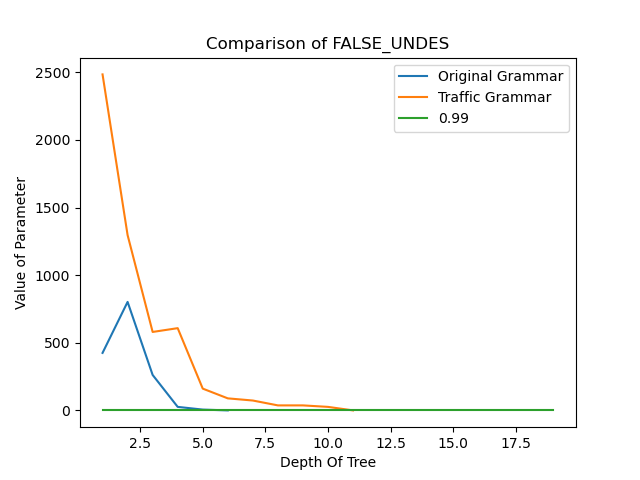 Comparison of FALSE_UNDES
Original Grammar
Traffic Grammar
0.99
Value of Parameter
2500
2000
1500
1000
500
0
2.5 5.0 7.5 10.0 12.5 15.0 17.5
Depth Of Tree